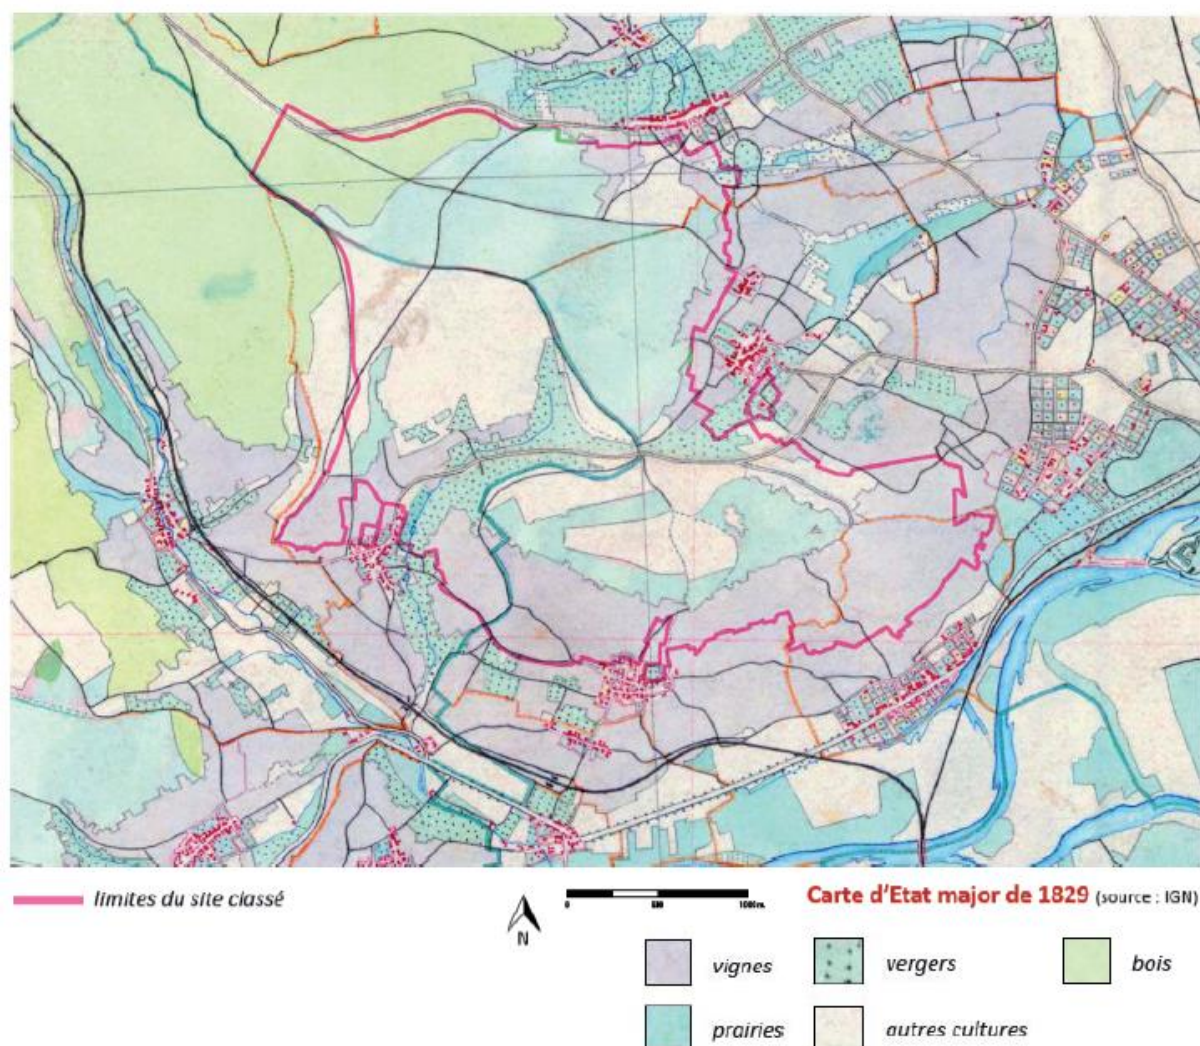 limites du site classé
N
0 500 1000m.
Carte d'Etat major de 1829 (source : IGN)
vignes
vergers
bois
prairies
autres cultures